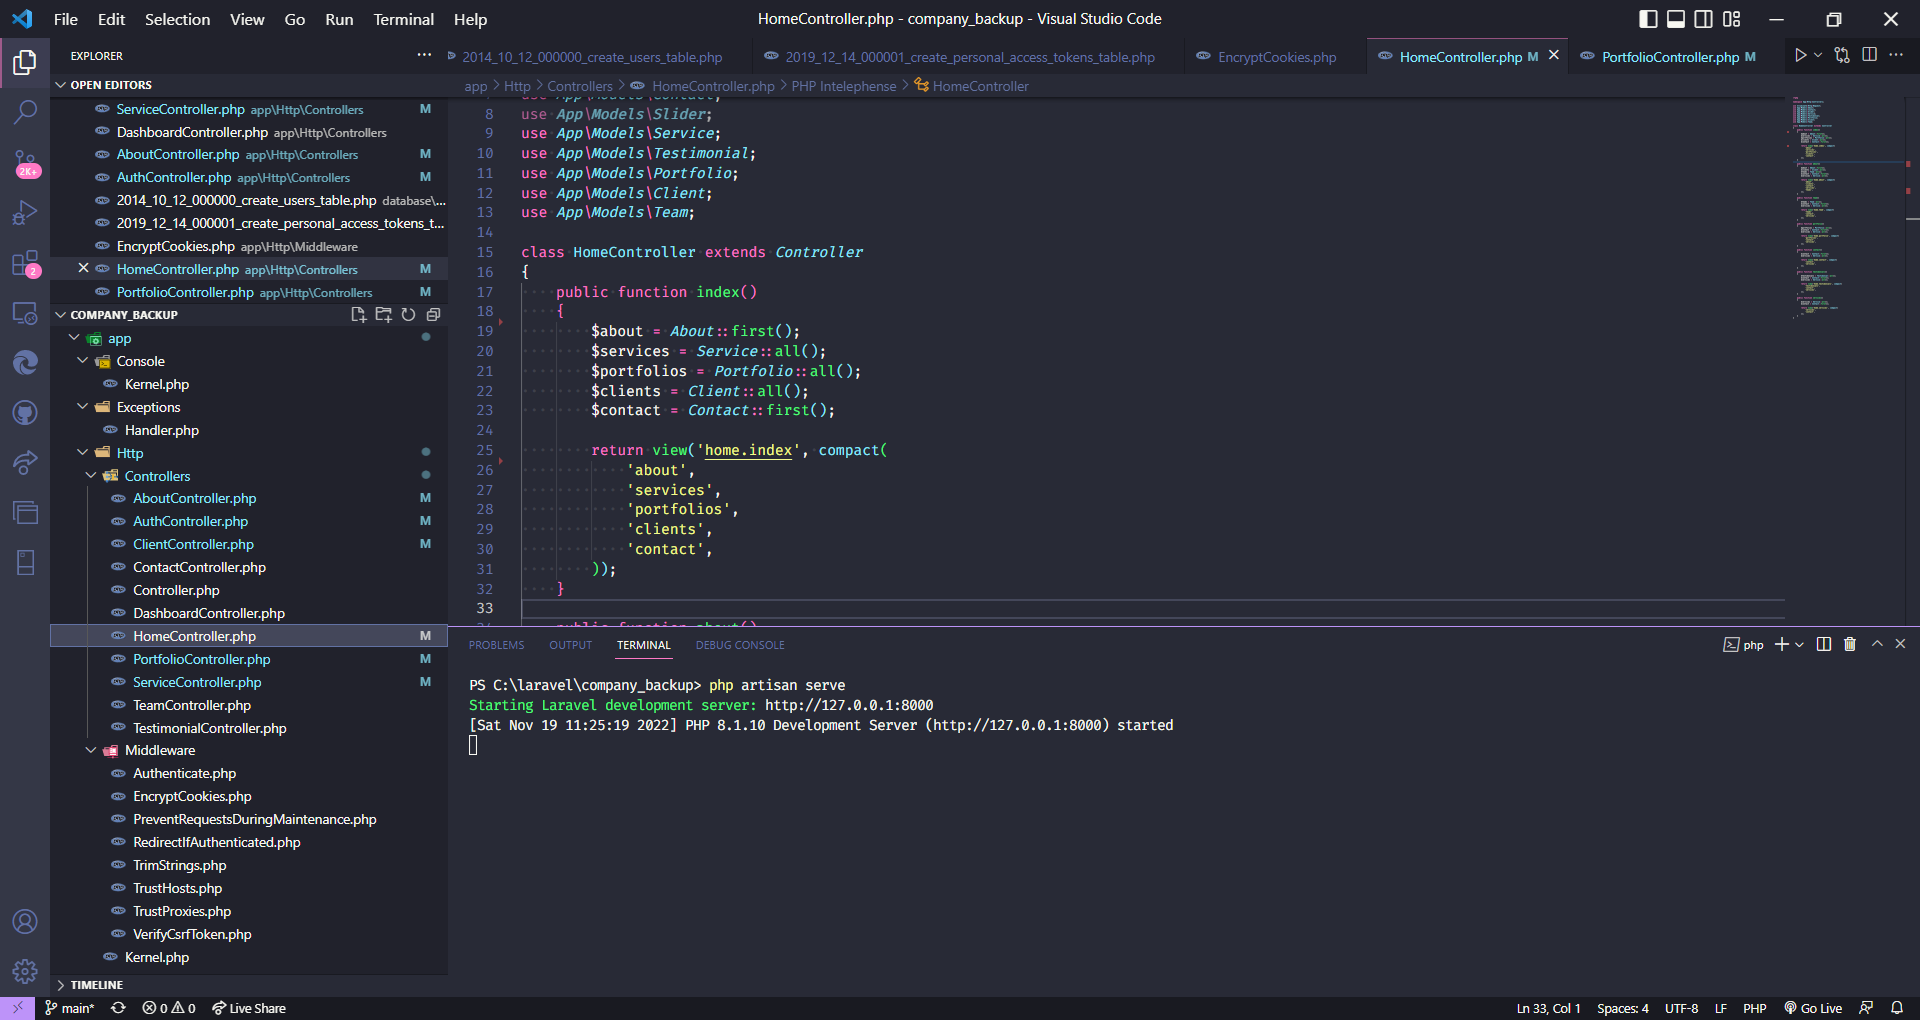 File Edit Selection View Go Run Terminal Help
HomeController.php - company_backup - Visual Studio Code
EXPLORER
2014_10_12_000000_create_users_table.php
2019_12_14_000001_create_personal_access_tokens_table.php
EncryptCookies.php
HomeController.php M
PortfolioController.php M
OPEN EDITORS
ServiceController.php app\Http\Controllers M
DashboardController.php app\Http\Controllers
AboutController.php app\Http\Controllers M
AuthController.php app\Http\Controllers M
2014_10_12_000000_create_users_table.php database\...
2019_12_14_000001_create_personal_access_tokens_t...
EncryptCookies.php app\Http\Middleware
HomeController.php app\Http\Controllers M
PortfolioController.php app\Http\Controllers M
2K+
2
COMPANY_BACKUP
app
Console
Kernel.php
Exceptions
Handler.php
Http
Controllers
AboutController.php M
AuthController.php M
ClientController.php M
ContactController.php
Controller.php
DashboardController.php
HomeController.php M
PortfolioController.php M
ServiceController.php M
TeamController.php
TestimonialController.php
Middleware
Authenticate.php
EncryptCookies.php
PreventRequestsDuringMaintenance.php
RedirectIfAuthenticated.php
TrimStrings.php
TrustHosts.php
TrustProxies.php
VerifyCsrfToken.php
Kernel.php
TIMELINE
app > Http > Controllers > HomeController.php > PHP Intelephense > HomeController
use App\Models\Contact;
8 use App\Models\Slider;
9 use App\Models\Service;
10 use App\Models\Testimonial;
11 use App\Models\Portfolio;
12 use App\Models\Client;
13 use App\Models\Team;
14
15 class HomeController extends Controller
16 {
17 public function index()
18 {
19 $about = About::first();
20 $services = Service::all();
21 $portfolios = Portfolio::all();
22 $clients = Client::all();
23 $contact = Contact::first();
24
25 return view('home.index', compact(
26 'about',
27 'services',
28 'portfolios',
29 'clients',
30 'contact',
31 ));
32 }
33
34 public function about()
PROBLEMS OUTPUT TERMINAL DEBUG CONSOLE
php
PS C:\laravel\company_backup> php artisan serve
Starting Laravel development server: http://127.0.0.1:8000
[Sat Nov 19 11:25:19 2022] PHP 8.1.10 Development Server (http://127.0.0.1:8000) started
main* 0 0 Live Share
Ln 33, Col 1 Spaces: 4 UTF-8 LF PHP Go Live